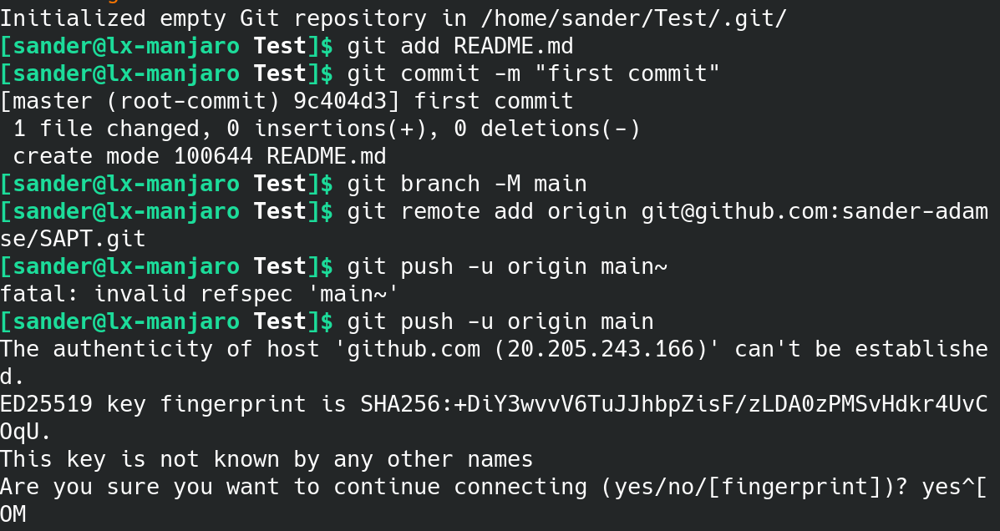 Initialized empty Git repository in /home/sander/Test/.git/
[sander@lx-manjaro Test]$ git add README.md
[sander@lx-manjaro Test]$ git commit -m "first commit"
[master (root-commit) 9c404d3] first commit
 1 file changed, 0 insertions(+), 0 deletions(-)
 create mode 100644 README.md
[sander@lx-manjaro Test]$ git branch -M main
[sander@lx-manjaro Test]$ git remote add origin git@github.com:sander-adam
se/SAPT.git
[sander@lx-manjaro Test]$ git push -u origin main~
fatal: invalid refspec 'main~'
[sander@lx-manjaro Test]$ git push -u origin main
The authenticity of host 'github.com (20.205.243.166)' can't be establishe
d.
ED25519 key fingerprint is SHA256:+DiY3wvvV6TuJJhbpZisF/zLDA0zPMSvHdkr4UvC
OqU.
This key is not known by any other names
Are you sure you want to continue connecting (yes/no/[fingerprint])? yes^[
OM